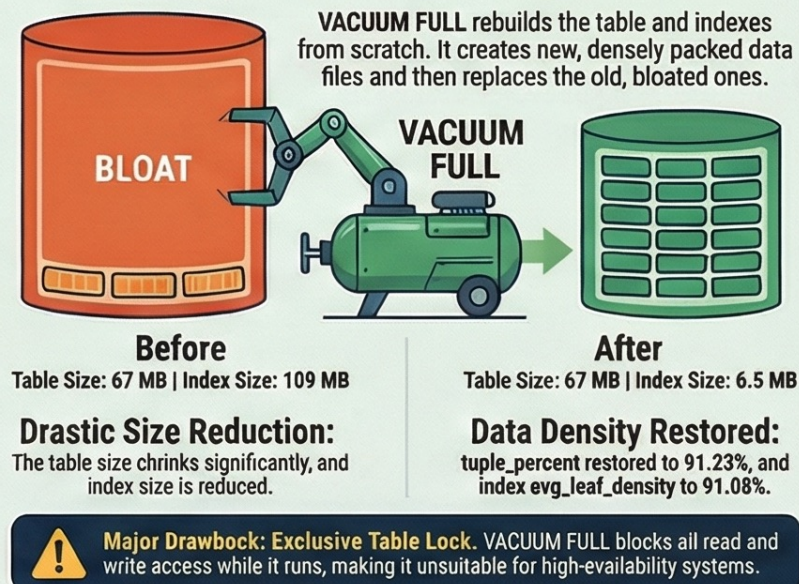 VACUUM FULL rebuilds the table and indexes
from scratch. It creates new, densely packed data
files and then replaces the old, bloated ones.
BLOAT
VACUUM
FULL
Before
Table Size: 67 MB | Index Size: 109 MB
After
Table Size: 67 MB | Index Size: 6.5 MB
Drastic Size Reduction:
The table size chrinks significantly, and
index size is reduced.
Data Density Restored:
tuple_percent restored to 91.23%, and
index evg_leaf_density to 91.08%.
Major Drawbock: Exclusive Table Lock. VACUUM FULL blocks ail read and
write access while it runs, making it unsuitable for high-evailability systems.